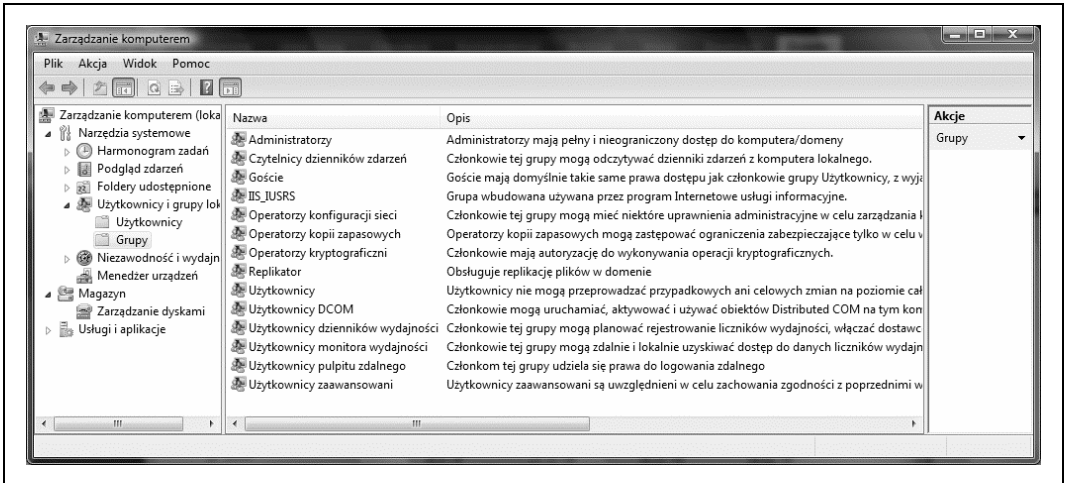 Zarządzanie komputerem
Plik Akcja Widok Pomoc
Zarządzanie komputerem (loka
Narzędzia systemowe
Harmonogram zadań
Podgląd zdarzeń
Foldery udostępnione
Użytkownicy i grupy lok
Użytkownicy
Grupy
Niezawodność i wydajn
Menedżer urządzeń
Magazyn
Zarządzanie dyskami
Usługi i aplikacje
Nazwa Opis
Administratorzy Administratorzy mają pełny i nieograniczony dostęp do komputera/domeny
Czytelnicy dzienników zdarzeń Członkowie tej grupy mogą odczytywać dzienniki zdarzeń z komputera lokalnego.
Goście Goście mają domyślnie takie same prawa dostępu jak członkowie grupy Użytkownicy, z wyją
IIS_IUSRS Grupa wbudowana używana przez program Internetowe usługi informacyjne.
Operatorzy konfiguracji sieci Członkowie tej grupy mogą mieć niektóre uprawnienia administracyjne w celu zarządzania k
Operatorzy kopii zapasowych Operatorzy kopii zapasowych mogą zastępować ograniczenia zabezpieczające tylko w celu w
Operatorzy kryptograficzni Członkowie mają autoryzację do wykonywania operacji kryptograficznych.
Replikator Obsługuje replikację plików w domenie
Użytkownicy Użytkownicy nie mogą przeprowadzać przypadkowych ani celowych zmian na poziomie cał
Użytkownicy DCOM Członkowie mogą uruchamiać, aktywować i używać obiektów Distributed COM na tym kom
Użytkownicy dzienników wydajności Członkowie tej grupy mogą planować rejestrowanie liczników wydajności, włączać dostawc
Użytkownicy monitora wydajności Członkowie tej grupy mogą zdalnie i lokalnie uzyskiwać dostęp do danych liczników wydajn
Użytkownicy pulpitu zdalnego Członkom tej grupy udziela się prawa do logowania zdalnego
Użytkownicy zaawansowani Użytkownicy zaawansowani są uwzględnieni w celu zachowania zgodności z poprzednimi w
Akcje
Grupy